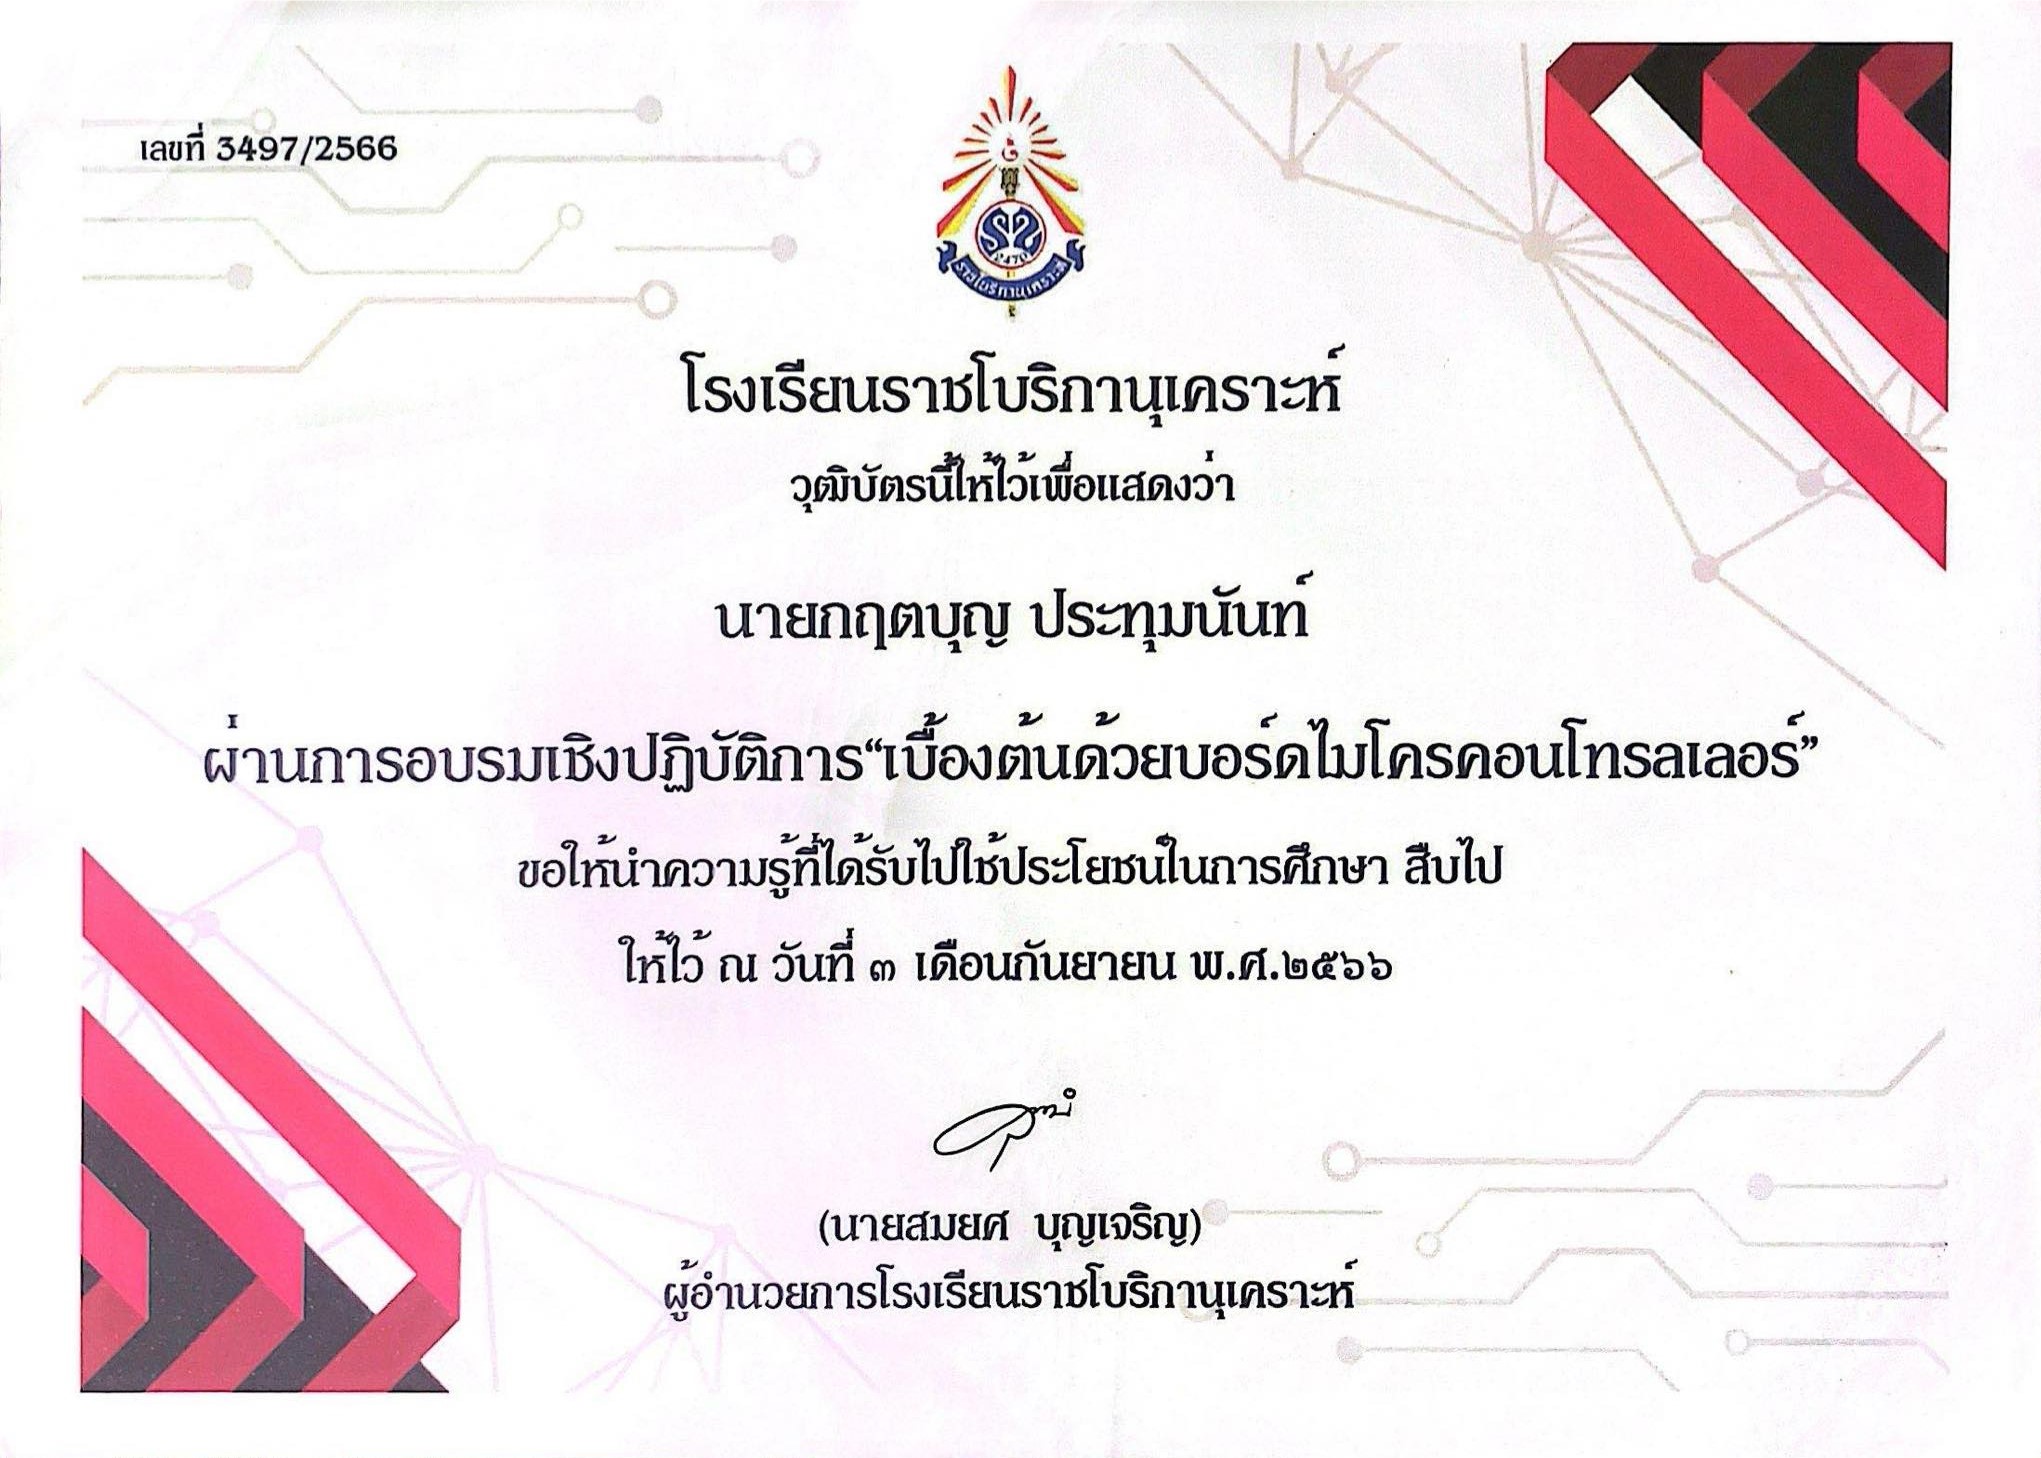 เลขที่ 3497/2566
2470
ราชโบริกานุเคราะห์
โรงเรียนราชโบริกานุเคราะห์
วุฒิบัตรนี้ให้ไว้เพื่อแสดงว่า
นายกฤตบุญ ประทุมนันท์
ผ่านการอบรมเชิงปฏิบัติการ“เบื้องต้นด้วยบอร์ดไมโครคอนโทรลเลอร์”
ขอให้นำความรู้ที่ได้รับไปใช้ประโยชน์ในการศึกษา สืบไป
ให้ไว้ ณ วันที่ ๓ เดือนกันยายน พ.ศ.๒๕๖๖
(นายสมยศ บุญเจริญ)
ผู้อำนวยการโรงเรียนราชโบริกานุเคราะห์